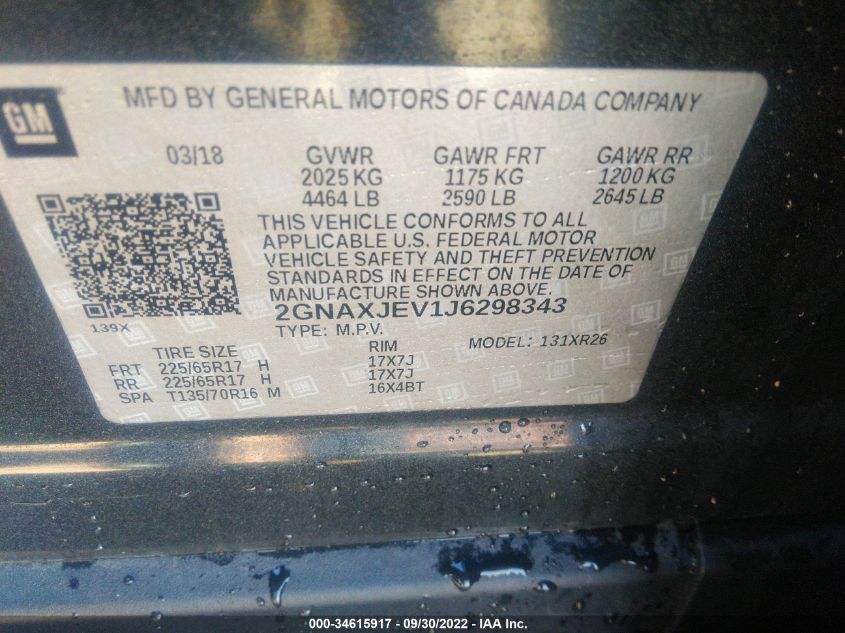 GM
MFD BY GENERAL MOTORS OF CANADA COMPANY
03/18 GVWR GAWR FRT GAWR RR
2025 KG 1175 KG 1200 KG
4464 LB 2590 LB 2645 LB
THIS VEHICLE CONFORMS TO ALL
APPLICABLE U.S. FEDERAL MOTOR
VEHICLE SAFETY AND THEFT PREVENTION
STANDARDS IN EFFECT ON THE DATE OF
MANUFACTURE SHOWN ABOVE.
2GNAXJEV1J6298343
139X
TYPE: M.P.V. MODEL: 131XR26
TIRE SIZE RIM
FRT 225/65R17 H 17X7J
RR 225/65R17 H 17X7J
SPA T135/70R16 M 16X4BT
000-34615917 - 09/30/2022 - IAA Inc.